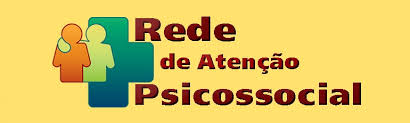 Rede
de Atenção
Psicossocial